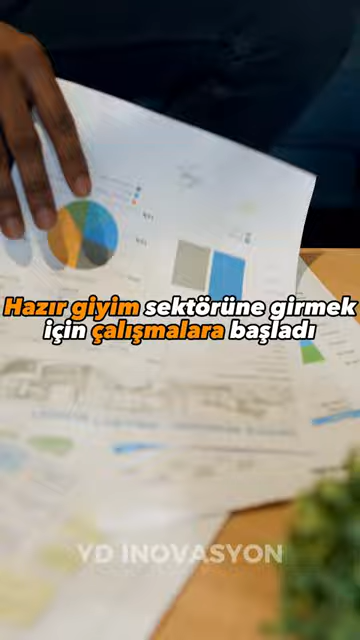 Hazır giyim sektörüne girmek
için çalışmalara başladı
YD İNOVASYON